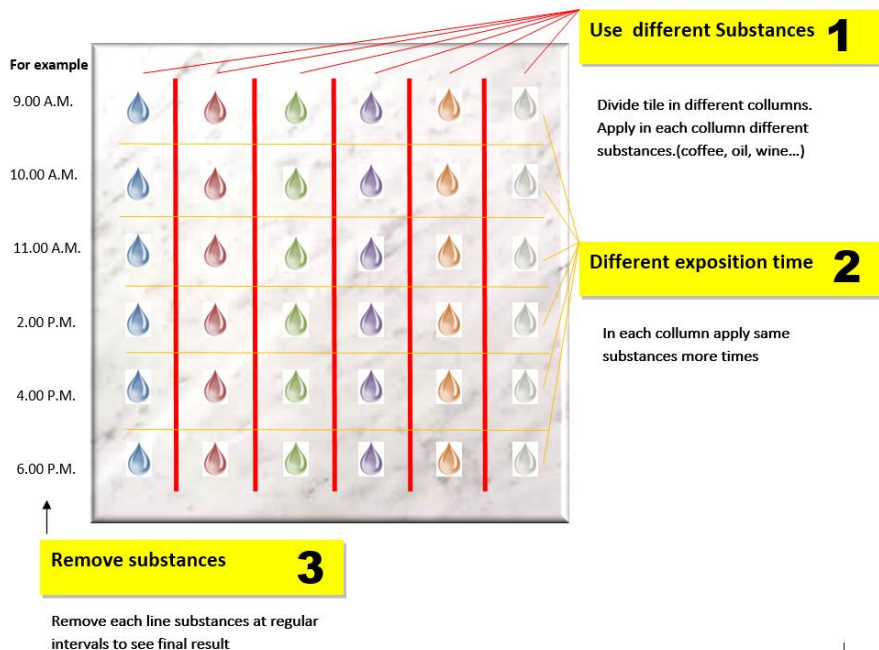 Use different Substances 1
For example
9.00 A.M.
Divide tile in different collumns.
Apply in each collumn different
substances.(coffee, oil, wine...)
10.00 A.M.
11.00 A.M.
Different exposition time 2
2.00 P.M.
In each collumn apply same
substances more times
4.00 P.M.
6.00 P.M.
Remove substances 3
Remove each line substances at regular
intervals to see final result